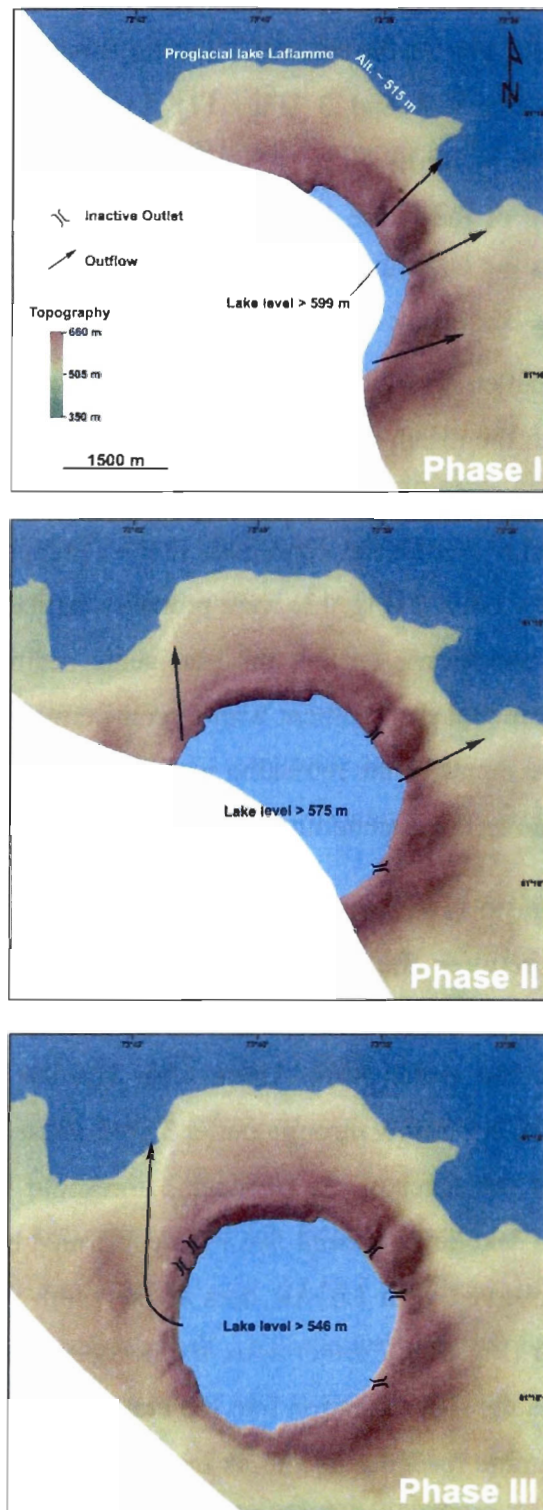 Proglacial lake Laflamme
Alt. ~ 515 m
N
Inactive Outlet
Outflow
Lake level > 599 m
Topography
660 m
505 m
350 m
1500 m
Phase I
Lake level > 575 m
Phase II
Lake level > 546 m
Phase III